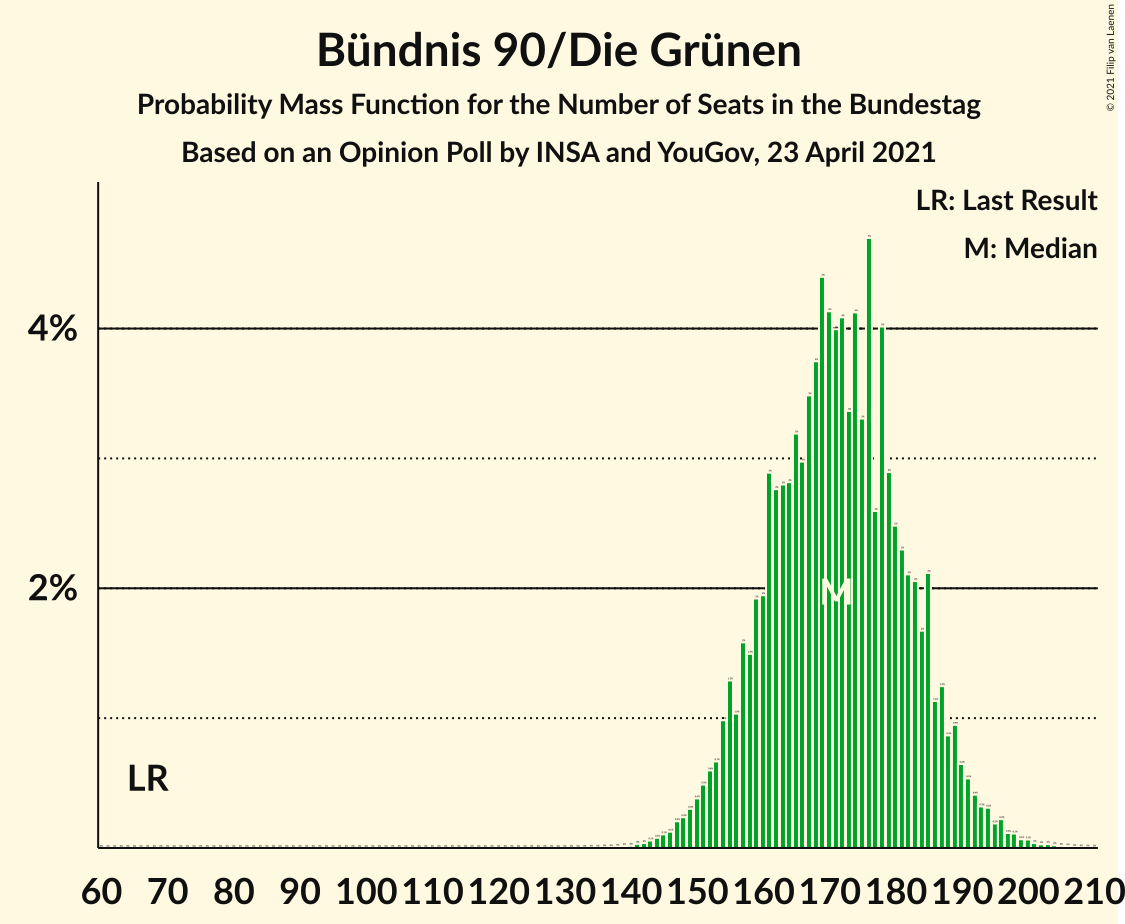 Bündnis 90/Die Grünen
Probability Mass Function for the Number of Seats in the Bundestag
Based on an Opinion Poll by INSA and YouGov, 23 April 2021
© 2021 Filip van Laenen
LR: Last Result
M: Median
4%
2%
M
LR
60 70 80 90 100 110 120 130 140 150 160 170 180 190 200 210